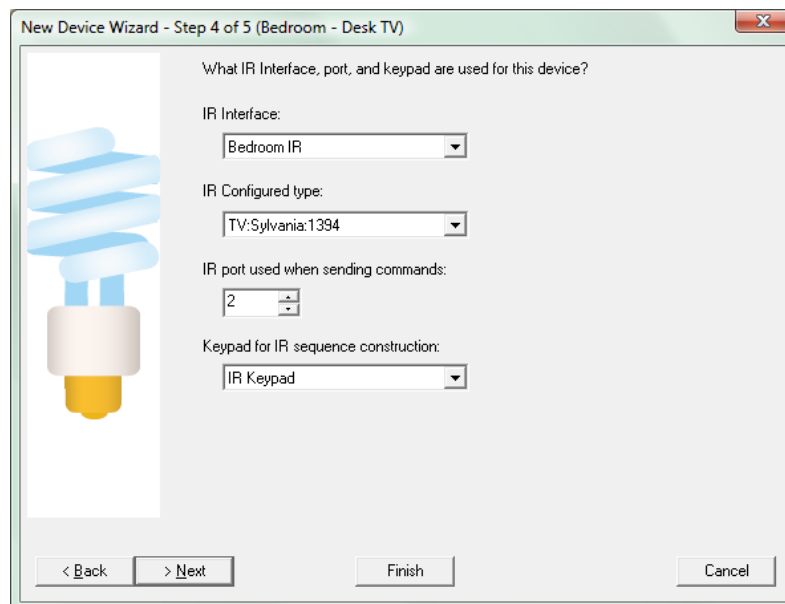 New Device Wizard - Step 4 of 5 (Bedroom - Desk TV)
What IR Interface, port, and keypad are used for this device?
IR Interface:
Bedroom IR
IR Configured type:
TV:Sylvania:1394
IR port used when sending commands:
2
Keypad for IR sequence construction:
IR Keypad
< Back > Next Finish Cancel